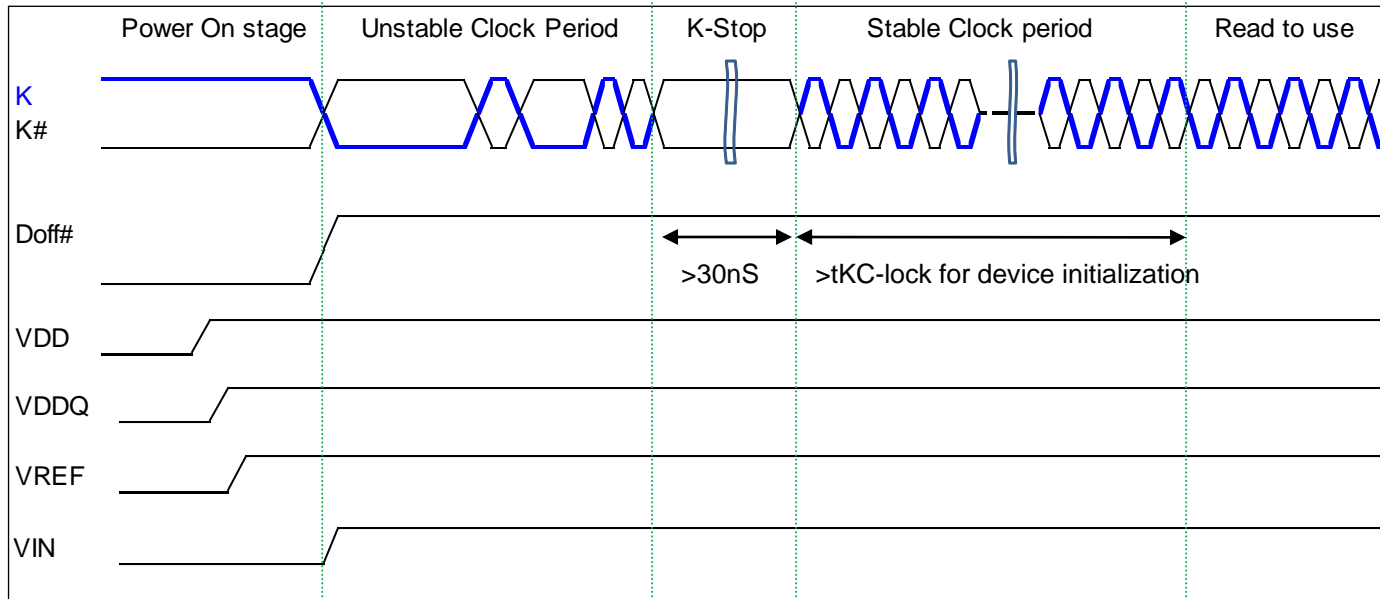 Power On stage Unstable Clock Period K-Stop Stable Clock period Read to use
K
K#
Doff#
>30nS >tKC-lock for device initialization
VDD
VDDQ
VREF
VIN